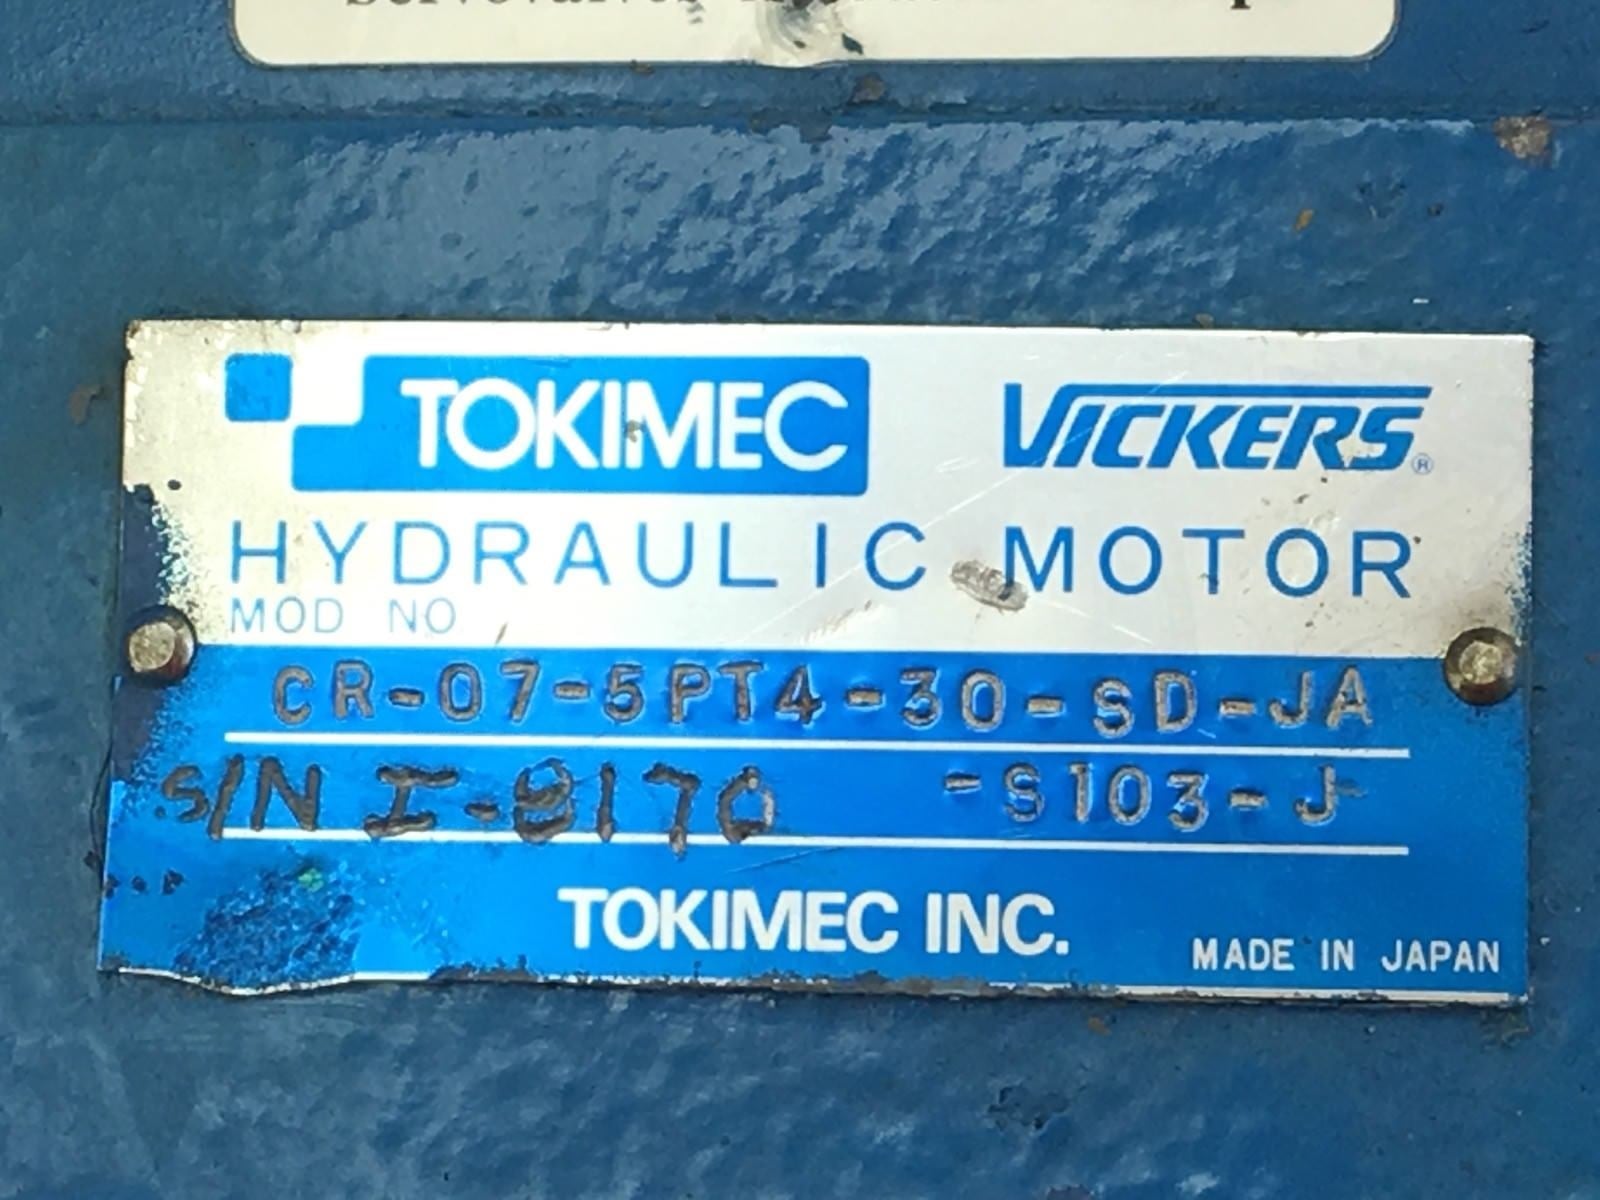 TOKIMEC VICKERS®
HYDRAULIC MOTOR
MOD NO
CR-07-5PT4-30-SD-JA
S/N I-8170 -S103-J
TOKIMEC INC.
MADE IN JAPAN